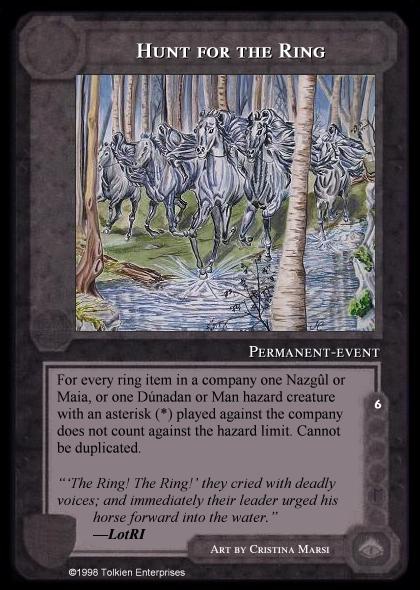 HUNT FOR THE RING
PERMANENT-EVENT
For every ring item in a company one Nazgûl or
Maia, or one Dúnadan or Man hazard creature
with an asterisk (*) played against the company
does not count against the hazard limit. Cannot
be duplicated.
6
“‘The Ring! The Ring!’ they cried with deadly
voices; and immediately their leader urged his
horse forward into the water.”
—LotRI
ART BY CRISTINA MARSI
©1998 Tolkien Enterprises